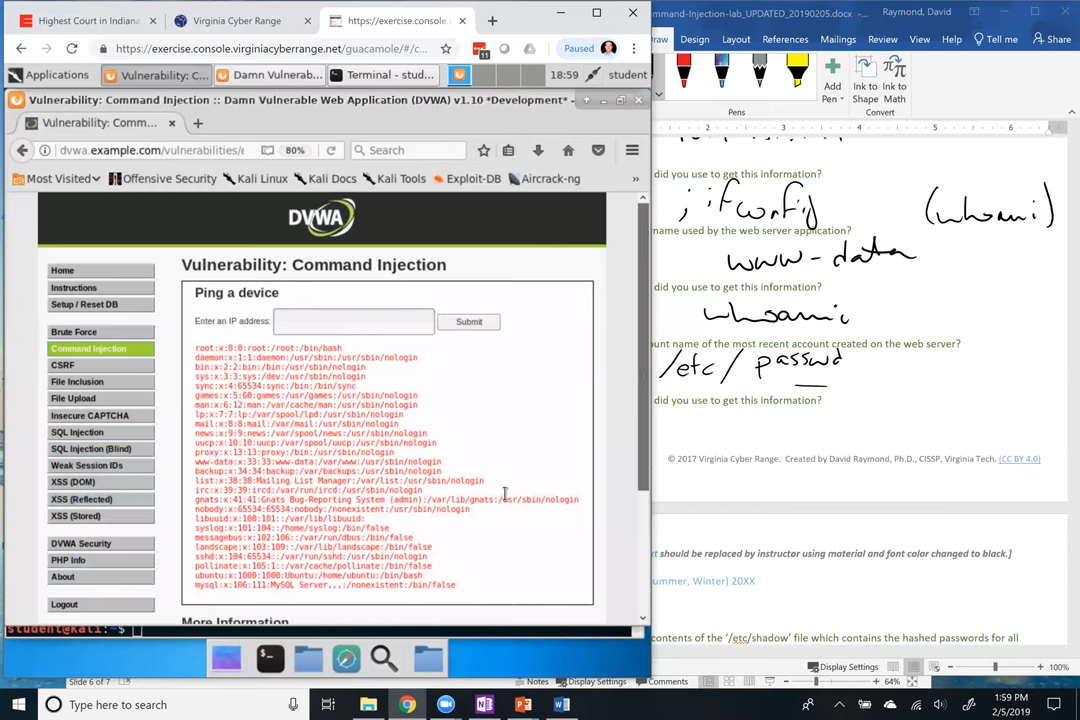 Highest Court in Indiana
Virginia Cyber Range
https://exercise.console.v
ommand-Injection-lab_UPDATED_20190205.docx
Raymond, David
https://exercise.console.virginiacyberrange.net/guacamole/#/c...
11
Paused
raw
Design
Layout
References
Mailings
Review
View
Help
Tell me
Share
Applications
Vulnerability: C...
Damn Vulnerab...
Terminal - stud...
18:59
student
Vulnerability: Command Injection :: Damn Vulnerable Web Application (DVWA) v1.10 *Development* -
Add Pen
Ink to Shape
Ink to Math
Pens
Convert
Vulnerability: Comm...
dvwa.example.com/vulnerabilities/e
80%
Search
Most Visited
Offensive Security
Kali Linux
Kali Docs
Kali Tools
Exploit-DB
Aircrack-ng
»
DVWA
Home
Instructions
Setup / Reset DB
Brute Force
Command Injection
CSRF
File Inclusion
File Upload
Insecure CAPTCHA
SQL Injection
SQL Injection (Blind)
Weak Session IDs
XSS (DOM)
XSS (Reflected)
XSS (Stored)
DVWA Security
PHP Info
About
Logout
Vulnerability: Command Injection
Ping a device
Enter an IP address:
Submit
root:x:0:0:root:/root:/bin/bash
daemon:x:1:1:daemon:/usr/sbin:/usr/sbin/nologin
bin:x:2:2:bin:/bin:/usr/sbin/nologin
sys:x:3:3:sys:/dev:/usr/sbin/nologin
sync:x:4:65534:sync:/bin:/bin/sync
games:x:5:60:games:/usr/games:/usr/sbin/nologin
man:x:6:12:man:/var/cache/man:/usr/sbin/nologin
lp:x:7:7:lp:/var/spool/lpd:/usr/sbin/nologin
mail:x:8:8:mail:/var/mail:/usr/sbin/nologin
news:x:9:9:news:/var/spool/news:/usr/sbin/nologin
uucp:x:10:10:uucp:/var/spool/uucp:/usr/sbin/nologin
proxy:x:13:13:proxy:/bin:/usr/sbin/nologin
www-data:x:33:33:www-data:/var/www:/usr/sbin/nologin
backup:x:34:34:backup:/var/backups:/usr/sbin/nologin
list:x:38:38:Mailing List Manager:/var/list:/usr/sbin/nologin
irc:x:39:39:ircd:/var/run/ircd:/usr/sbin/nologin
gnats:x:41:41:Gnats Bug-Reporting System (admin):/var/lib/gnats:/usr/sbin/nologin
nobody:x:65534:65534:nobody:/nonexistent:/usr/sbin/nologin
libuuid:x:100:101::/var/lib/libuuid:
syslog:x:101:104::/home/syslog:/bin/false
messagebus:x:102:106::/var/run/dbus:/bin/false
landscape:x:103:109::/var/lib/landscape:/bin/false
sshd:x:104:65534::/var/run/sshd:/usr/sbin/nologin
pollinate:x:105:1::/var/cache/pollinate:/bin/false
ubuntu:x:1000:1000:Ubuntu:/home/ubuntu:/bin/bash
mysql:x:106:111:MySQL Server,,,:/nonexistent:/bin/false
More Information
student@kali:~$
2
3
4
5
6
did you use to get this information?
; ifconfig
(whoami)
name used by the web server application?
www-data
did you use to get this information?
whoami
ount name of the most recent account created on the web server?
/etc/passwd
did you use to get this information?
© 2017 Virginia Cyber Range. Created by David Raymond, Ph.D., CISSP, Virginia Tech. (CC BY 4.0)
t should be replaced by instructor using material and font color changed to black.]
ummer, Winter) 20XX
contents of the '/etc/shadow' file which contains the hashed passwords for all
Display Settings
100%
Slide 6 of 7
Notes
Display Settings
Comments
64%
Type here to search
1:59 PM
2/5/2019